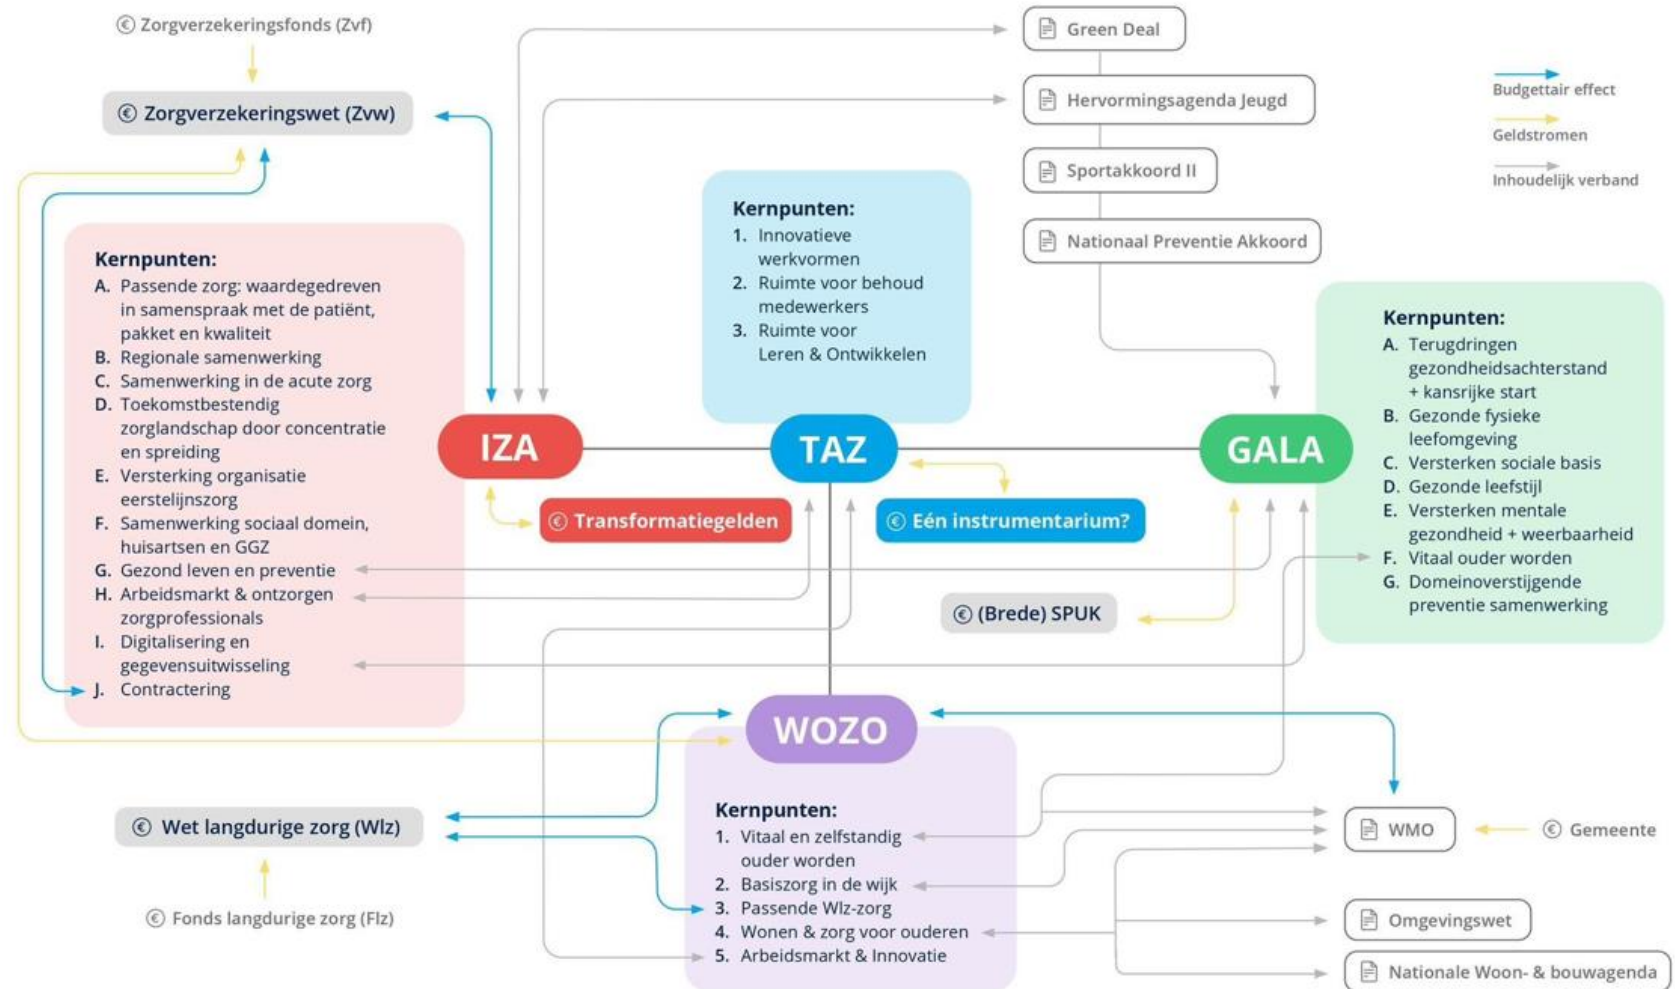 Zorgverzekeringsfonds (Zvf)
Zorgverzekeringswet (Zvw)
Green Deal
Hervormingsagenda Jeugd
Sportakkoord II
Nationaal Preventie Akkoord
Budgettair effect
Geldstromen
Inhoudelijk verband
Kernpunten:
A. Passende zorg: waardegedreven
in samenspraak met de patiënt,
pakket en kwaliteit
B. Regionale samenwerking
C. Samenwerking in de acute zorg
D. Toekomstbestendig
zorglandschap door concentratie
en spreiding
E. Versterking organisatie
eerstelijnszorg
F. Samenwerking sociaal domein,
huisartsen en GGZ
G. Gezond leven en preventie
H. Arbeidsmarkt & ontzorgen
zorgprofessionals
I. Digitalisering en
gegevensuitwisseling
J. Contractering
Kernpunten:
1. Innovatieve
werkvormen
2. Ruimte voor behoud
medewerkers
3. Ruimte voor
Leren & Ontwikkelen
Kernpunten:
A. Terugdringen
gezondheidsachterstand
+ kansrijke start
B. Gezonde fysieke
leefomgeving
C. Versterken sociale basis
D. Gezonde leefstijl
E. Versterken mentale
gezondheid + weerbaarheid
F. Vitaal ouder worden
G. Domeinoverstijgende
preventie samenwerking
IZA
TAZ
GALA
€ Transformatiegelden
€ Eén instrumentarium?
€ (Brede) SPUK
WOZO
Kernpunten:
1. Vitaal en zelfstandig
ouder worden
2. Basiszorg in de wijk
3. Passende Wlz-zorg
4. Wonen & zorg voor ouderen
5. Arbeidsmarkt & Innovatie
€ Wet langdurige zorg (Wlz)
€ Fonds langdurige zorg (Flz)
WMO
€ Gemeente
Omgevingswet
Nationale Woon- & bouwagenda